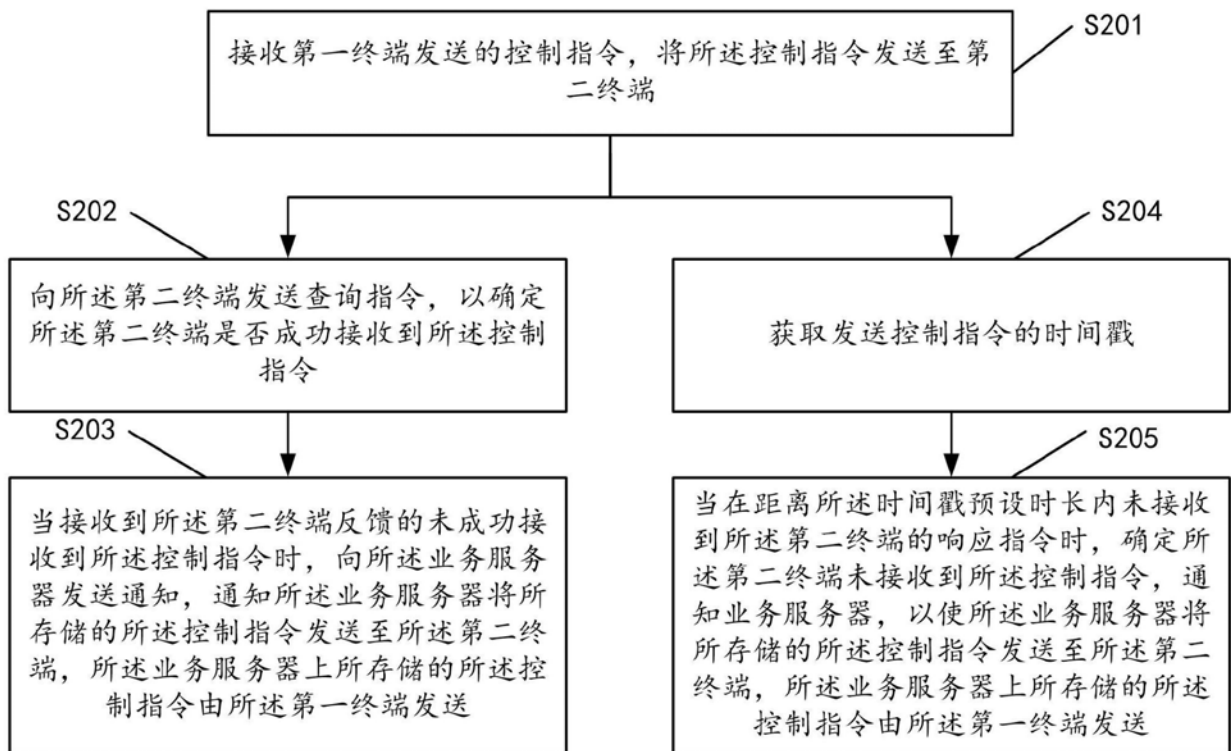 S201
接收第一终端发送的控制指令，将所述控制指令发送至第
二终端
S202
向所述第二终端发送查询指令，以确定
所述第二终端是否成功接收到所述控制
指令
S204
获取发送控制指令的时间戳
S203
当接收到所述第二终端反馈的未成功接
收到所述控制指令时，向所述业务服务
器发送通知，通知所述业务服务器将所
存储的所述控制指令发送至所述第二终
端，所述业务服务器上所存储的所述控
制指令由所述第一终端发送
S205
当在距离所述时间戳预设时长内未接收
到所述第二终端的响应指令时，确定所
述第二终端未接收到所述控制指令，通
知业务服务器，以使所述业务服务器将
所存储的所述控制指令发送至所述第二
终端，所述业务服务器上所存储的所述
控制指令由所述第一终端发送